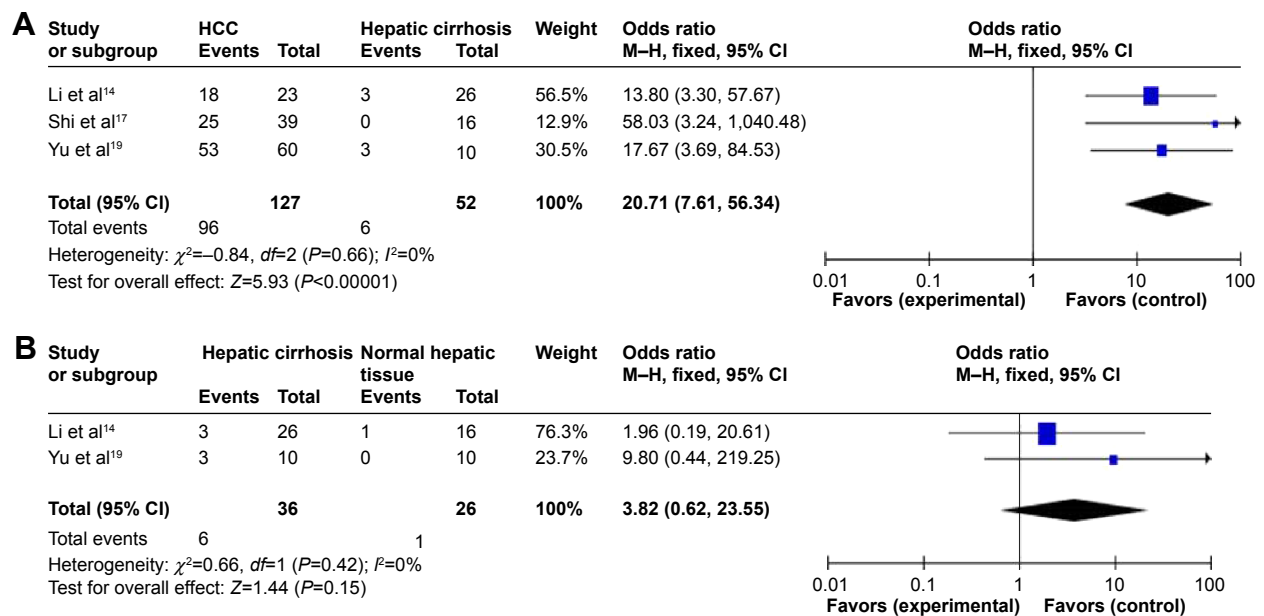 A Study HCC Hepatic cirrhosis Weight Odds ratio Odds ratio
or subgroup Events Total Events Total M–H, fixed, 95% CI M–H, fixed, 95% CI
Li et al¹⁴ 18 23 3 26 56.5% 13.80 (3.30, 57.67)
Shi et al¹⁷ 25 39 0 16 12.9% 58.03 (3.24, 1,040.48)
Yu et al¹⁹ 53 60 3 10 30.5% 17.67 (3.69, 84.53)
Total (95% CI) 127 52 100% 20.71 (7.61, 56.34)
Total events 96 6
Heterogeneity: χ²=–0.84, df=2 (P=0.66); I²=0%
Test for overall effect: Z=5.93 (P<0.00001)
0.01 0.1 1 10 100
Favors (experimental) Favors (control)
B Study Hepatic cirrhosis Normal hepatic Weight Odds ratio Odds ratio
or subgroup tissue M–H, fixed, 95% CI M–H, fixed, 95% CI
Events Total Events Total
Li et al¹⁴ 3 26 1 16 76.3% 1.96 (0.19, 20.61)
Yu et al¹⁹ 3 10 0 10 23.7% 9.80 (0.44, 219.25)
Total (95% CI) 36 26 100% 3.82 (0.62, 23.55)
Total events 6 1
Heterogeneity: χ²=0.66, df=1 (P=0.42); I²=0%
Test for overall effect: Z=1.44 (P=0.15)
0.01 0.1 1 10 100
Favors (experimental) Favors (control)